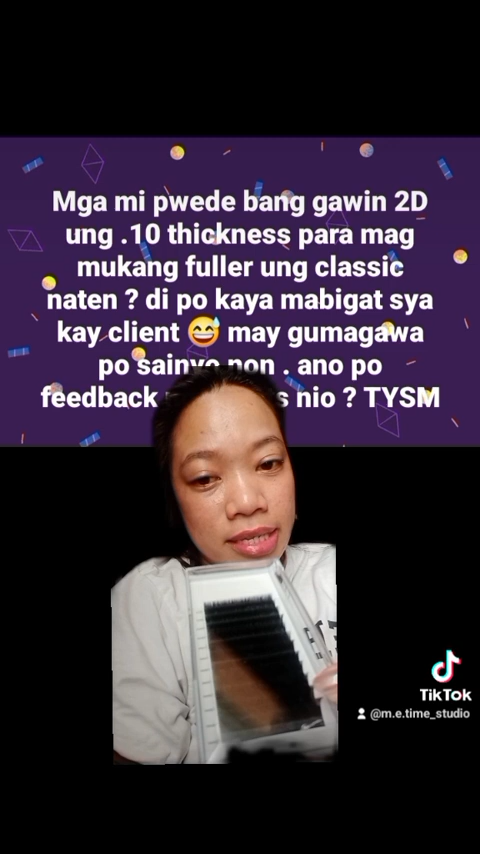 Mga mi pwede bang gawin 2D
ung .10 thickness para mag
mukang fuller ung classic
naten ? di po kaya mabigat sya
kay client 😅 may gumagawa
po sainyo non . ano po
feedback nio ? TYSM
TikTok
@m.e.time_studio